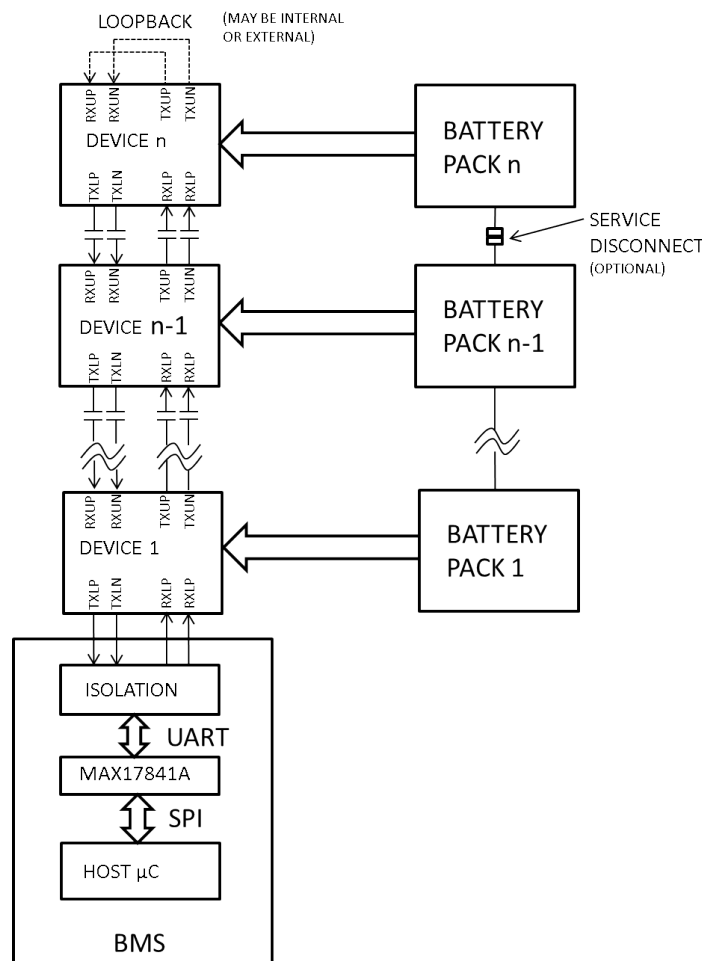 LOOPBACK
(MAY BE INTERNAL
OR EXTERNAL)
RXUP
RXUN
TXUP
TXUN
DEVICE n
TXLP
TXLN
RXLP
RXLP
BATTERY
PACK n
SERVICE
DISCONNECT
(OPTIONAL)
RXUP
RXUN
TXUP
TXUN
DEVICE n-1
TXLP
TXLN
RXLP
RXLP
BATTERY
PACK n-1
RXUP
RXUN
TXUP
TXUN
DEVICE 1
TXLP
TXLN
RXLP
RXLP
BATTERY
PACK 1
ISOLATION
UART
MAX17841A
SPI
HOST µC
BMS